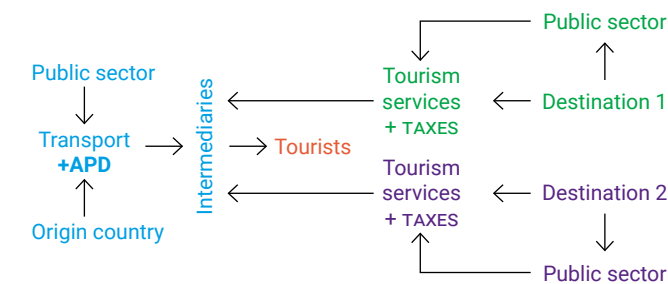 Public sector
Public sector
Transport
+APD
Origin country
Intermediaries
Tourists
Tourism
services
+ TAXES
Destination 1
Tourism
services
+ TAXES
Destination 2
Public sector